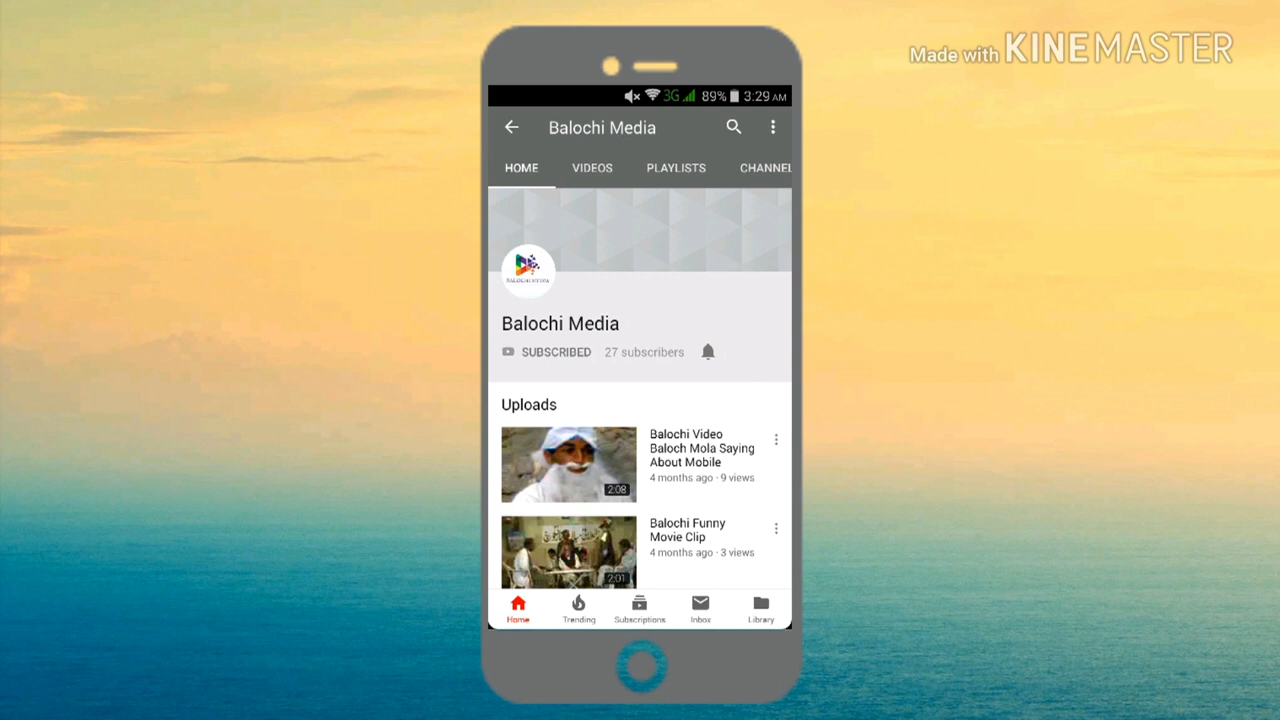 Made with KINEMASTER
3G 89% 3:29 AM
Balochi Media
HOME VIDEOS PLAYLISTS CHANNEL
BALOCHI MEDIA
Balochi Media
SUBSCRIBED 27 subscribers
Uploads
Balochi Video
Baloch Mola Saying
About Mobile
4 months ago · 9 views
2:08
Balochi Funny
Movie Clip
4 months ago · 3 views
2:01
Home Trending Subscriptions Inbox Library